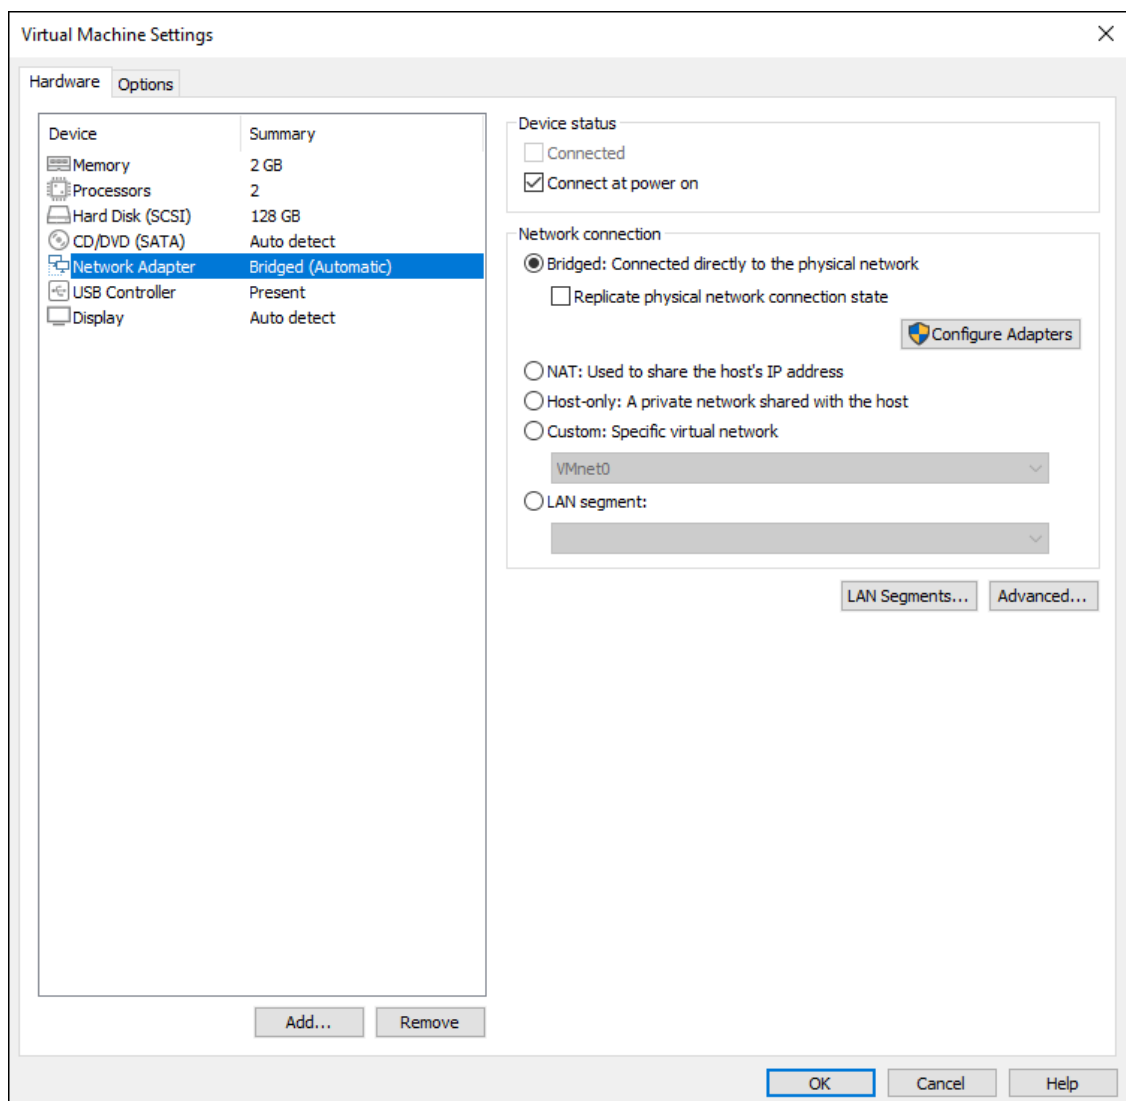 Virtual Machine Settings
Hardware Options
Device Summary
Memory 2 GB
Processors 2
Hard Disk (SCSI) 128 GB
CD/DVD (SATA) Auto detect
Network Adapter Bridged (Automatic)
USB Controller Present
Display Auto detect
Add... Remove
Device status
Connected
Connect at power on
Network connection
Bridged: Connected directly to the physical network
Replicate physical network connection state
Configure Adapters
NAT: Used to share the host's IP address
Host-only: A private network shared with the host
Custom: Specific virtual network
VMnet0
LAN segment:
LAN Segments... Advanced...
OK Cancel Help